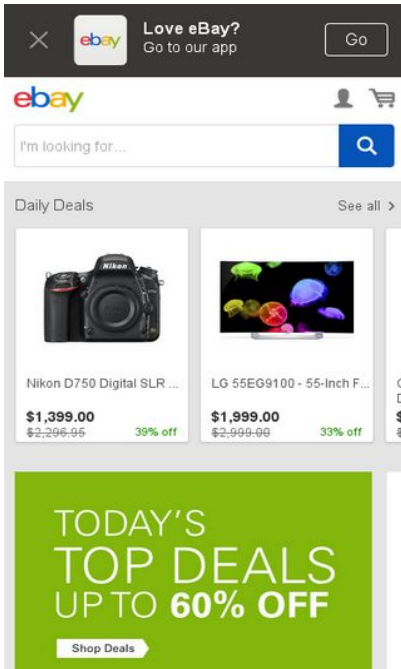 ebay
Love eBay?
Go to our app
Go
ebay
I'm looking for...
Daily Deals
See all >
Nikon
Nikon D750 Digital SLR ...
$1,399.00
$2,296.95
39% off
LG 55EG9100 - 55-Inch F...
$1,999.00
$2,999.00
33% off
TODAY'S
TOP DEALS
UP TO 60% OFF
Shop Deals